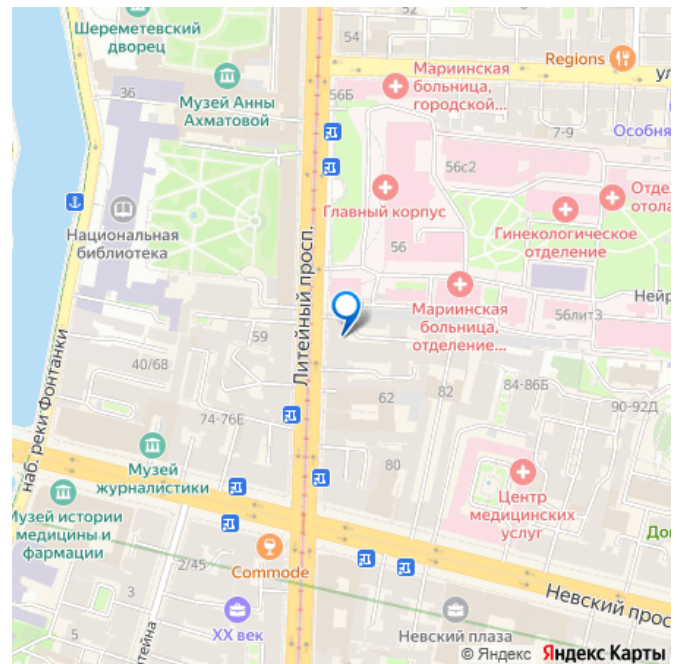 Шереметевский
дворец
54
52
Regions
ул
Мариинская
больница,
городской...
36
56Б
Музей Анны
Ахматовой
7-9
Особня
56с2
Отде
отола
Главный корпус
Гинекологическое
отделение
Национальная
библиотека
56
Литейный просп.
Мариинская
больница,
отделение...
Нейр
56лит3
59
наб. реки Фонтанки
40/68
84-86Б
82
62
90-92Д
74-76Е
80
Музей
журналистики
Центр
медицинских
услуг
Музей истории
медицины и
фармации
Дон
2/45
Commode
Невский просп
3
5
XX век
Невский плаза
итейна
© Яндекс Яндекс Карты